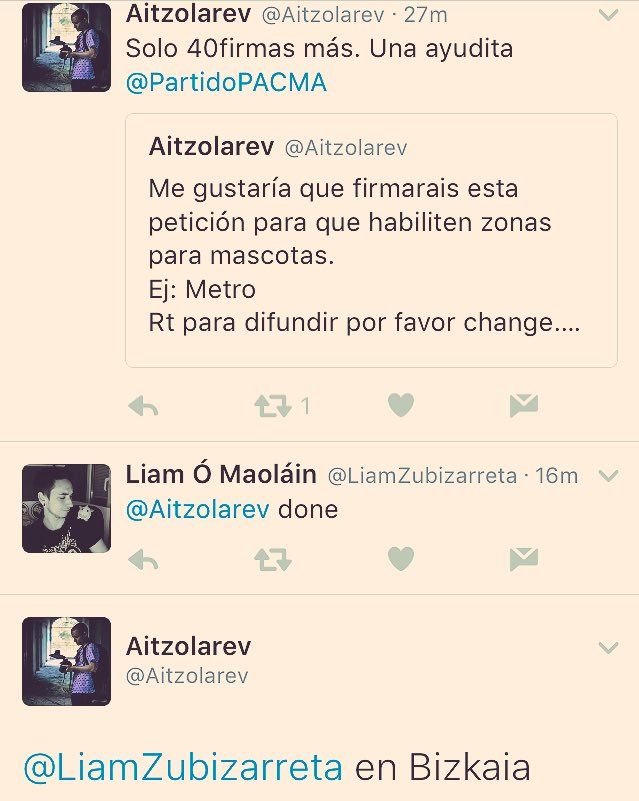 Aitzolarev @Aitzolarev · 27m
Solo 40firmas más. Una ayudita
@PartidoPACMA
Aitzolarev @Aitzolarev
Me gustaría que firmarais esta
petición para que habiliten zonas
para mascotas.
Ej: Metro
Rt para difundir por favor change....
1
Liam Ó Maoláin @LiamZubizarreta · 16m
@Aitzolarev done
Aitzolarev
@Aitzolarev
@LiamZubizarreta en Bizkaia